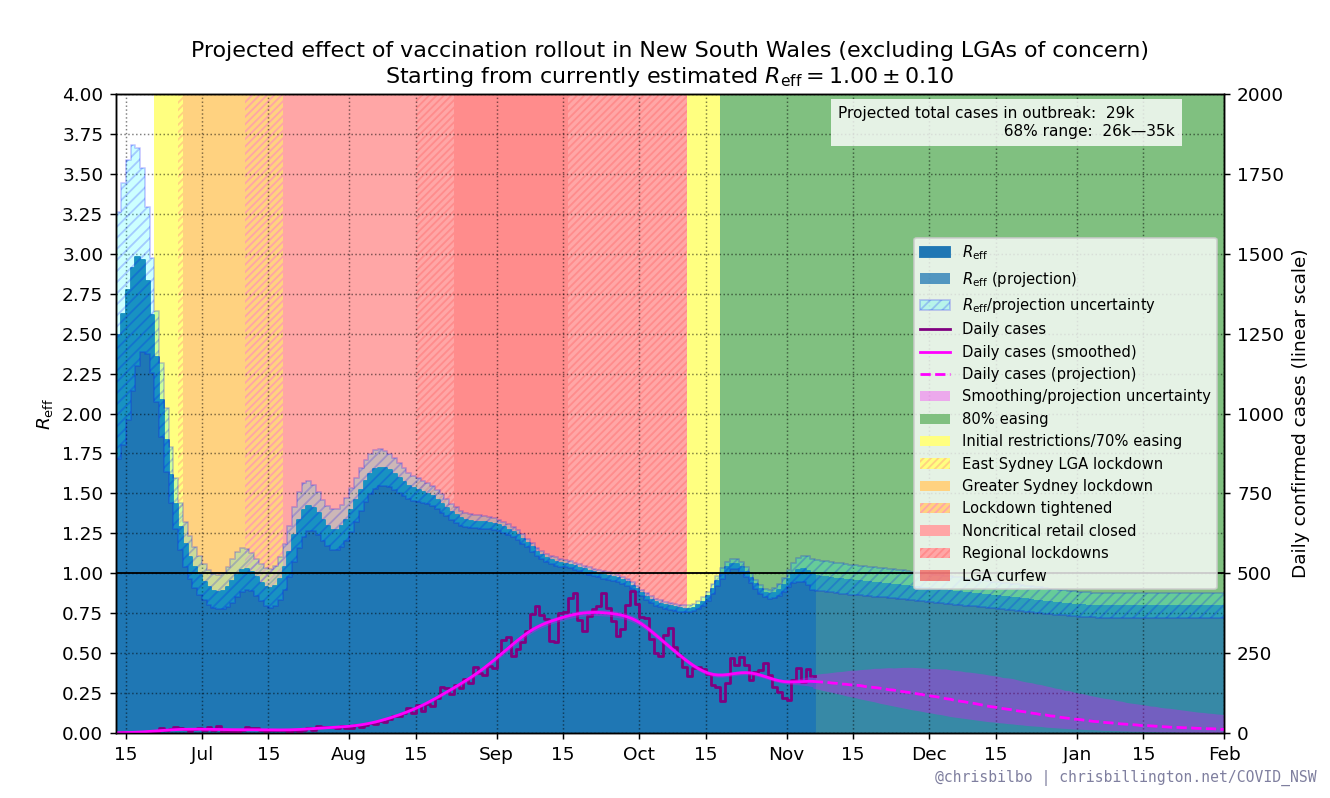 Projected effect of vaccination rollout in New South Wales (excluding LGAs of concern)
Starting from currently estimated Reff = 1.00 ± 0.10
Projected total cases in outbreak: 29k
68% range: 26k—35k
4.00
3.75
3.50
3.25
3.00
2.75
2.50
2.25
2.00
1.75
1.50
1.25
1.00
0.75
0.50
0.25
0.00
Reff
2000
1750
1500
1250
1000
750
500
250
0
Daily confirmed cases (linear scale)
Reff
Reff (projection)
Reff/projection uncertainty
Daily cases
Daily cases (smoothed)
Daily cases (projection)
Smoothing/projection uncertainty
80% easing
Initial restrictions/70% easing
East Sydney LGA lockdown
Greater Sydney lockdown
Lockdown tightened
Noncritical retail closed
Regional lockdowns
LGA curfew
15 Jul 15 Aug 15 Sep 15 Oct 15 Nov 15 Dec 15 Jan 15 Feb
@chrisbilbo | chrisbillington.net/COVID_NSW